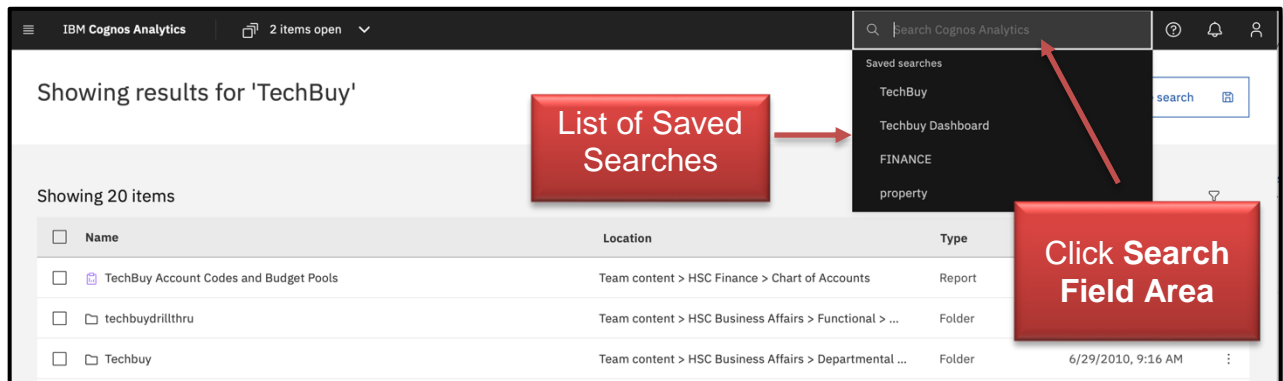 IBM Cognos Analytics
2 items open
Search Cognos Analytics
Saved searches
TechBuy
Techbuy Dashboard
FINANCE
property
Showing results for 'TechBuy'
search
List of Saved
Searches
Click Search
Field Area
Showing 20 items
Name Location Type
TechBuy Account Codes and Budget Pools Team content > HSC Finance > Chart of Accounts Report
techbuydrillthru Team content > HSC Business Affairs > Functional > ... Folder
Techbuy Team content > HSC Business Affairs > Departmental ... Folder 6/29/2010, 9:16 AM